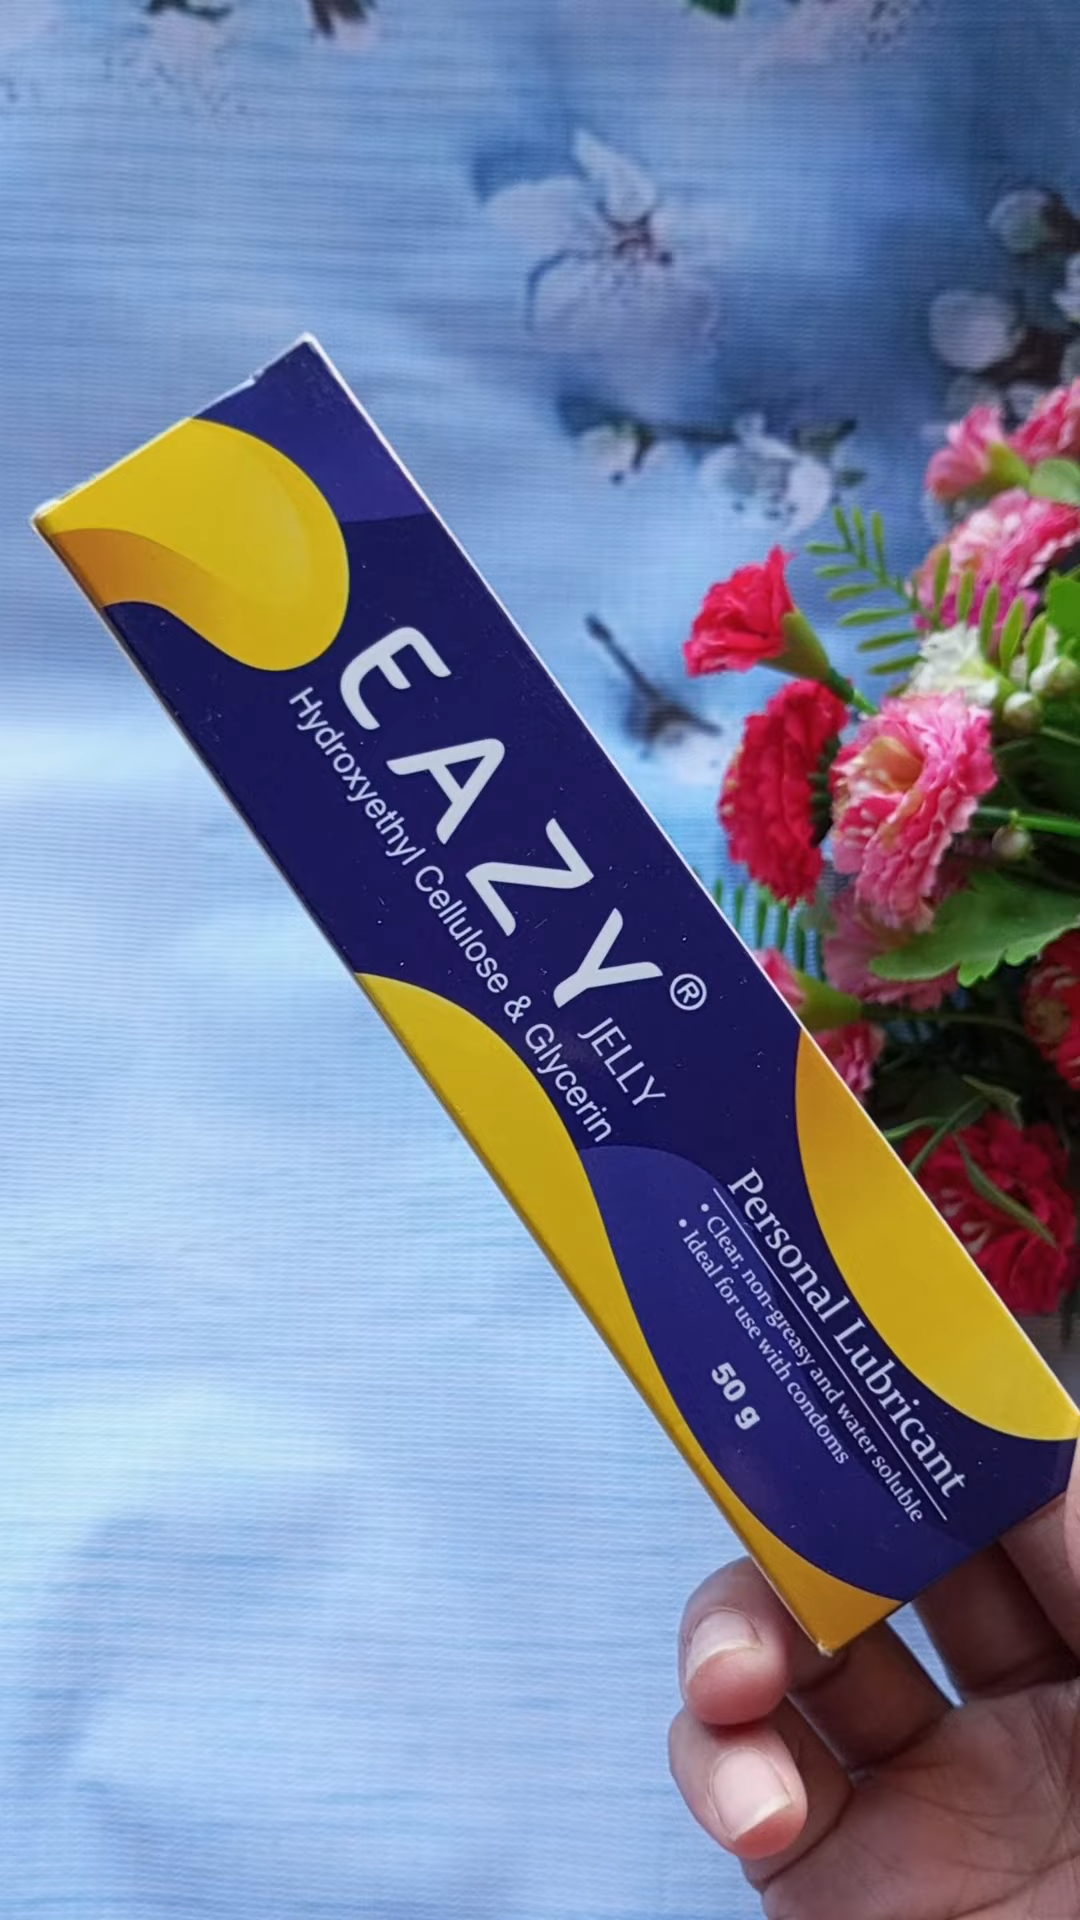 EAZY® JELLY
Hydroxyethyl Cellulose & Glycerin
Personal Lubricant
• Clear, non-greasy and water soluble
• Ideal for use with condoms
50 g